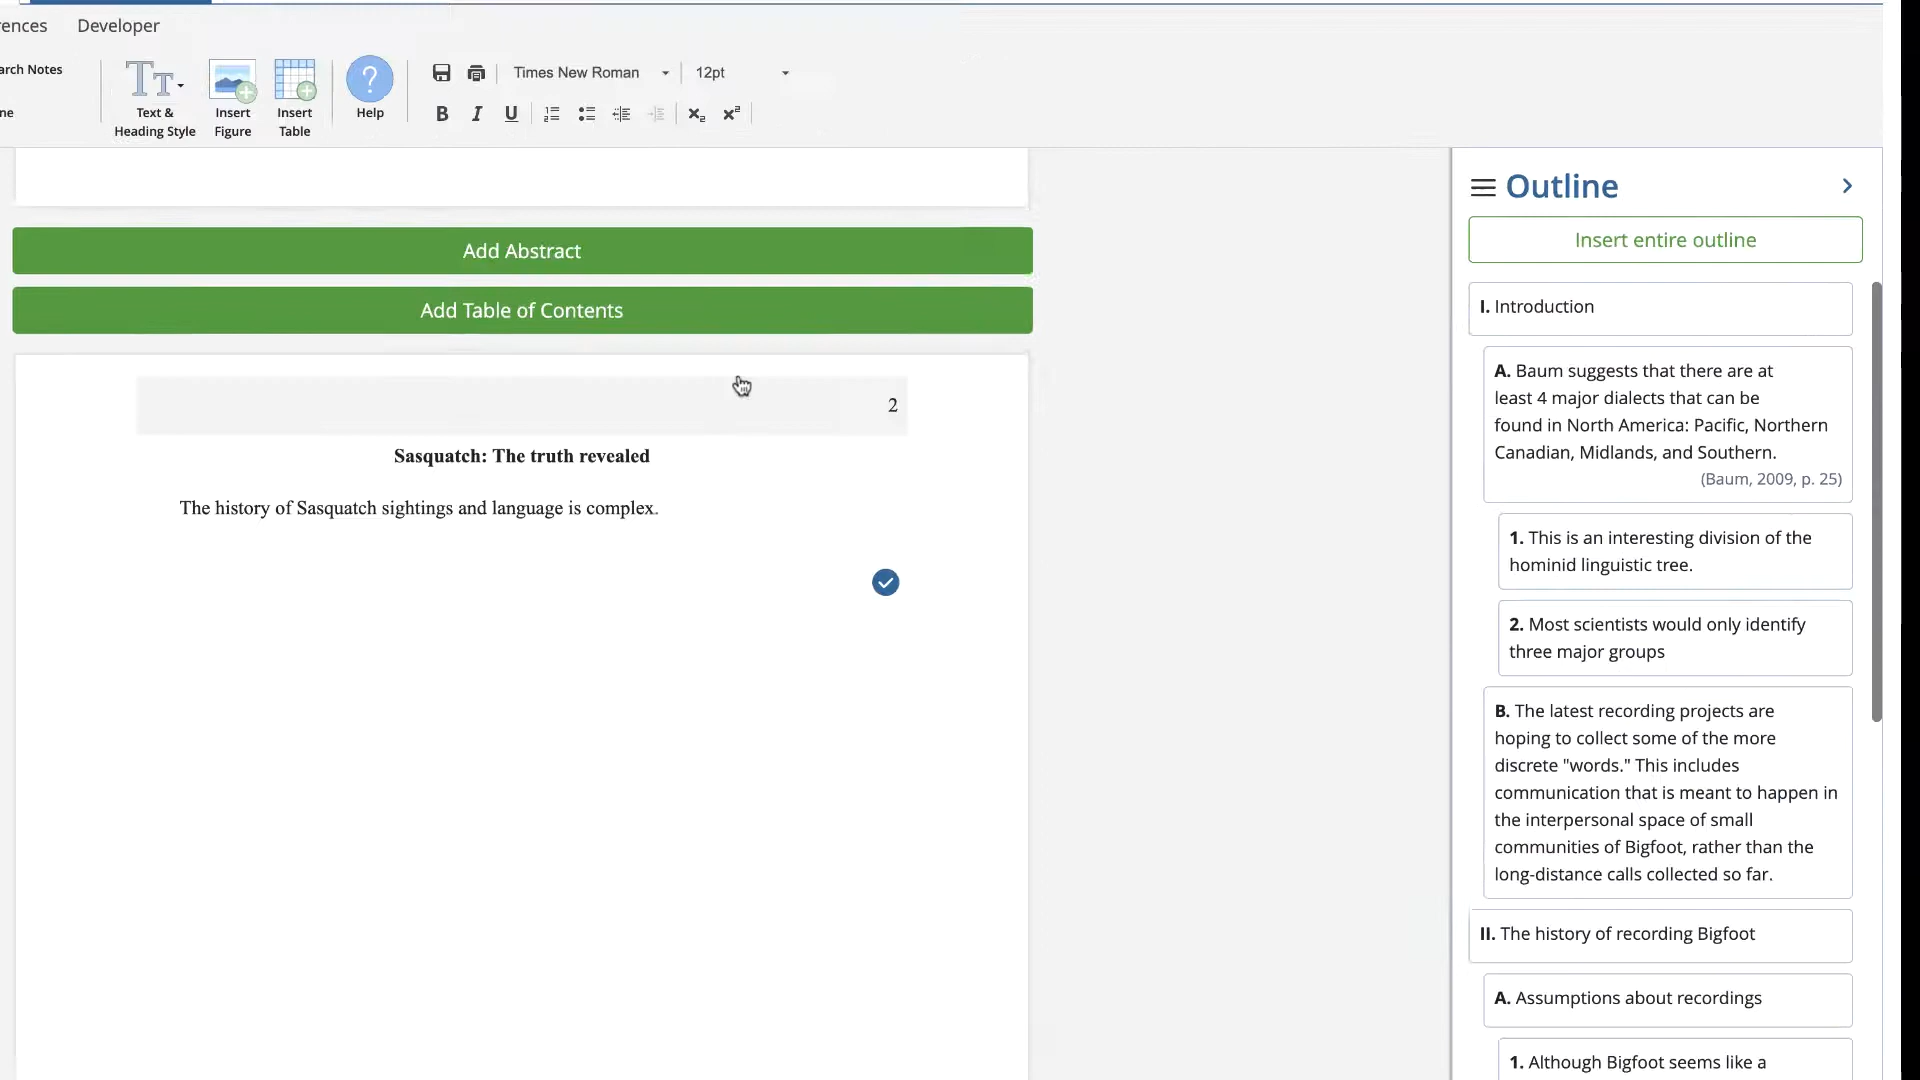 rences Developer
arch Notes
ne
Text &
Heading Style
Insert
Figure
Insert
Table
?
Help
Times New Roman 12pt
B I U
Add Abstract
Add Table of Contents
2
Sasquatch: The truth revealed
The history of Sasquatch sightings and language is complex.
Outline
Insert entire outline
I. Introduction
A. Baum suggests that there are at
least 4 major dialects that can be
found in North America: Pacific, Northern
Canadian, Midlands, and Southern.
(Baum, 2009, p. 25)
1. This is an interesting division of the
hominid linguistic tree.
2. Most scientists would only identify
three major groups
B. The latest recording projects are
hoping to collect some of the more
discrete "words." This includes
communication that is meant to happen in
the interpersonal space of small
communities of Bigfoot, rather than the
long-distance calls collected so far.
II. The history of recording Bigfoot
A. Assumptions about recordings
1. Although Bigfoot seems like a